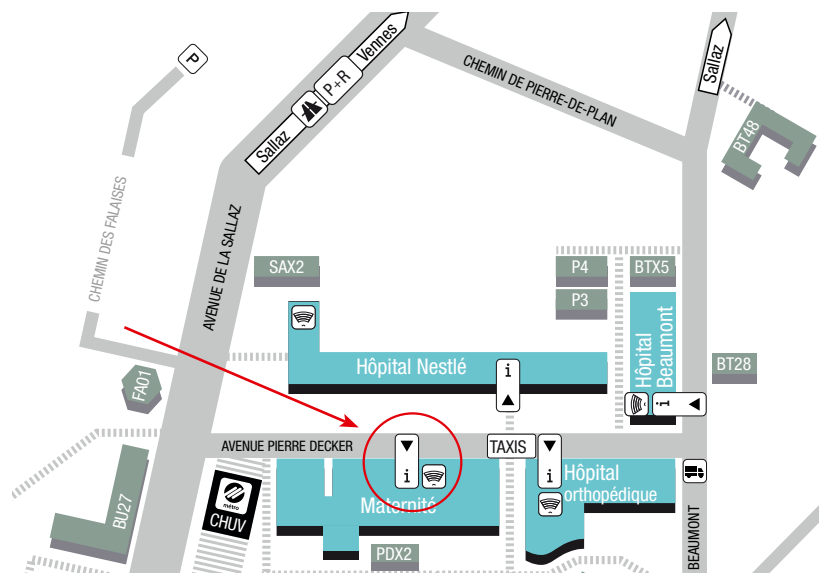 P
Vennes
P+R
Sallaz
CHEMIN DE PIERRE-DE-PLAN
Sallaz
BT48
CHEMIN DES FALAISES
AVENUE DE LA SALLAZ
SAX2
P4
BTX5
P3
Hôpital Nestlé
i
Hôpital
Beaumont
i
BT28
FA01
AVENUE PIERRE DECKER
i
TAXIS
i
Hôpital
orthopédique
Maternité
métro
CHUV
BU27
PDX2
BEAUMONT